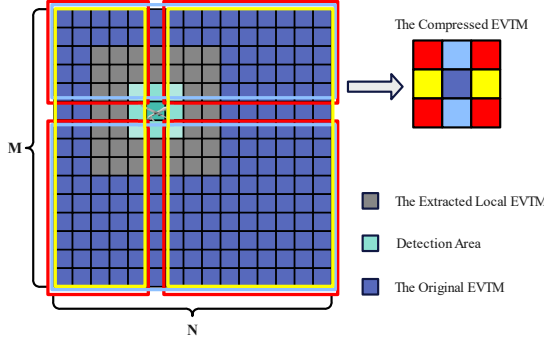 The Compressed EVTM
M
The Extracted Local EVTM
Detection Area
The Original EVTM
N